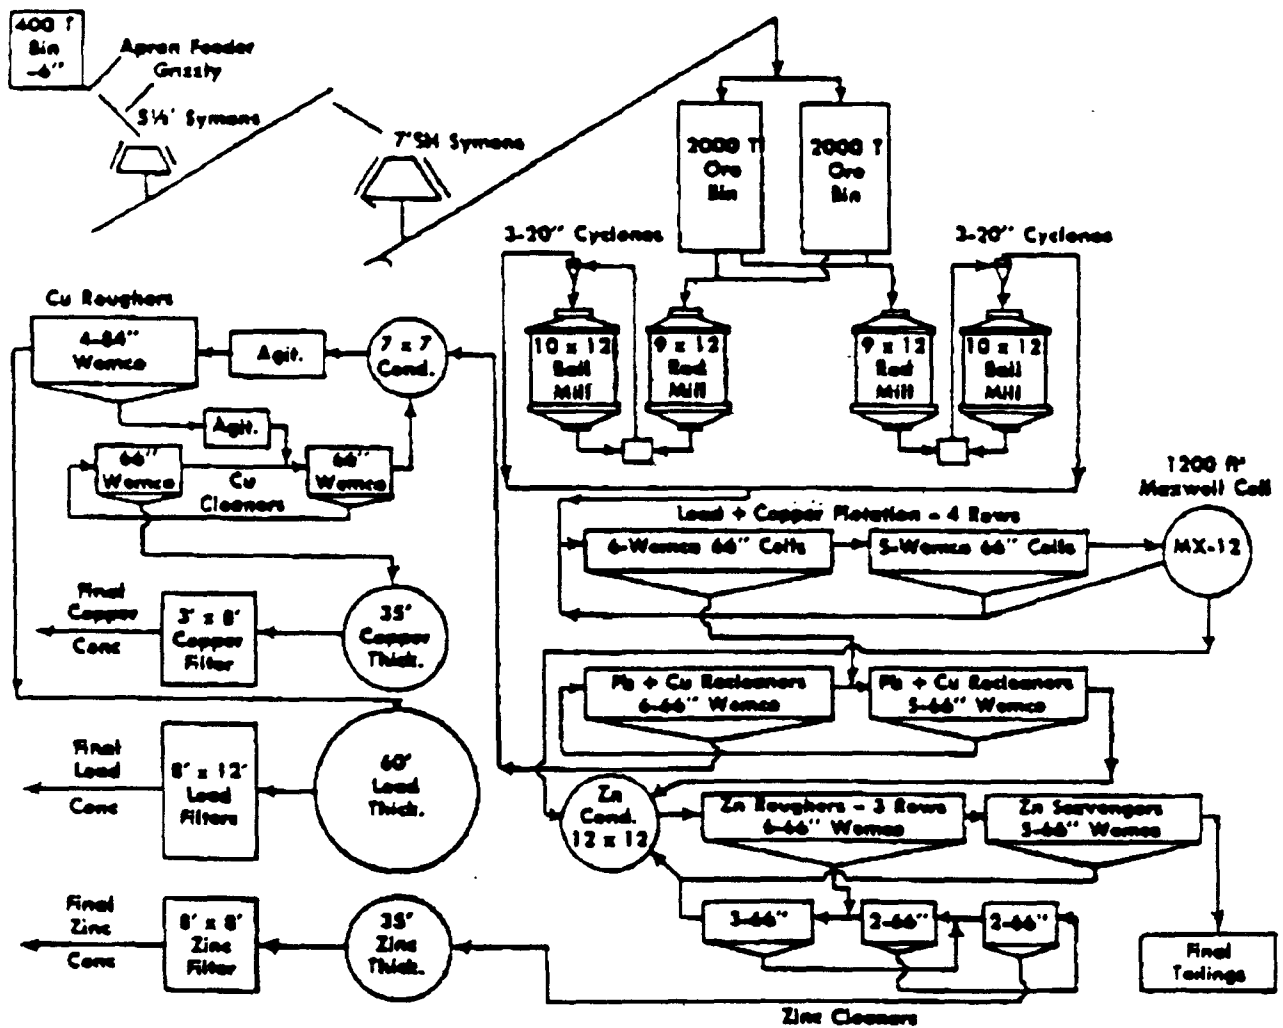 400 T
Bin
-6"
Apron Feeder
Grizzly
5½' Symons
7'SH Symons
2000 T
Ore
Bin
2000 T
Ore
Bin
3-20" Cyclones
3-20" Cyclones
10 x 12
Ball
Mill
9 x 12
Rod
Mill
9 x 12
Rod
Mill
10 x 12
Ball
Mill
Cu Roughers
4-84"
Wemco
Agit.
7 x 7
Cond.
Agit.
66"
Wemco
Cu
Cleaners
66"
Wemco
1200 ft³
Maxwell Cell
Lead + Copper Flotation - 4 Rows
6-Wemco 66" Cells
5-Wemco 66" Cells
MX-12
Final
Copper
Conc
3' x 8'
Copper
Filter
35'
Copper
Thick.
Pb + Cu Recleaners
6-66" Wemco
Pb + Cu Recleaners
5-66" Wemco
Final
Lead
Conc
8' x 12'
Lead
Filters
60'
Lead
Thick.
Zn
Cond.
12 x 12
Zn Roughers - 3 Rows
6-66" Wemco
Zn Scavengers
5-66" Wemco
3-66"
2-66"
2-66"
Final
Zinc
Conc
8' x 8'
Zinc
Filter
35'
Zinc
Thick.
Final
Tailings
Zinc Cleaners